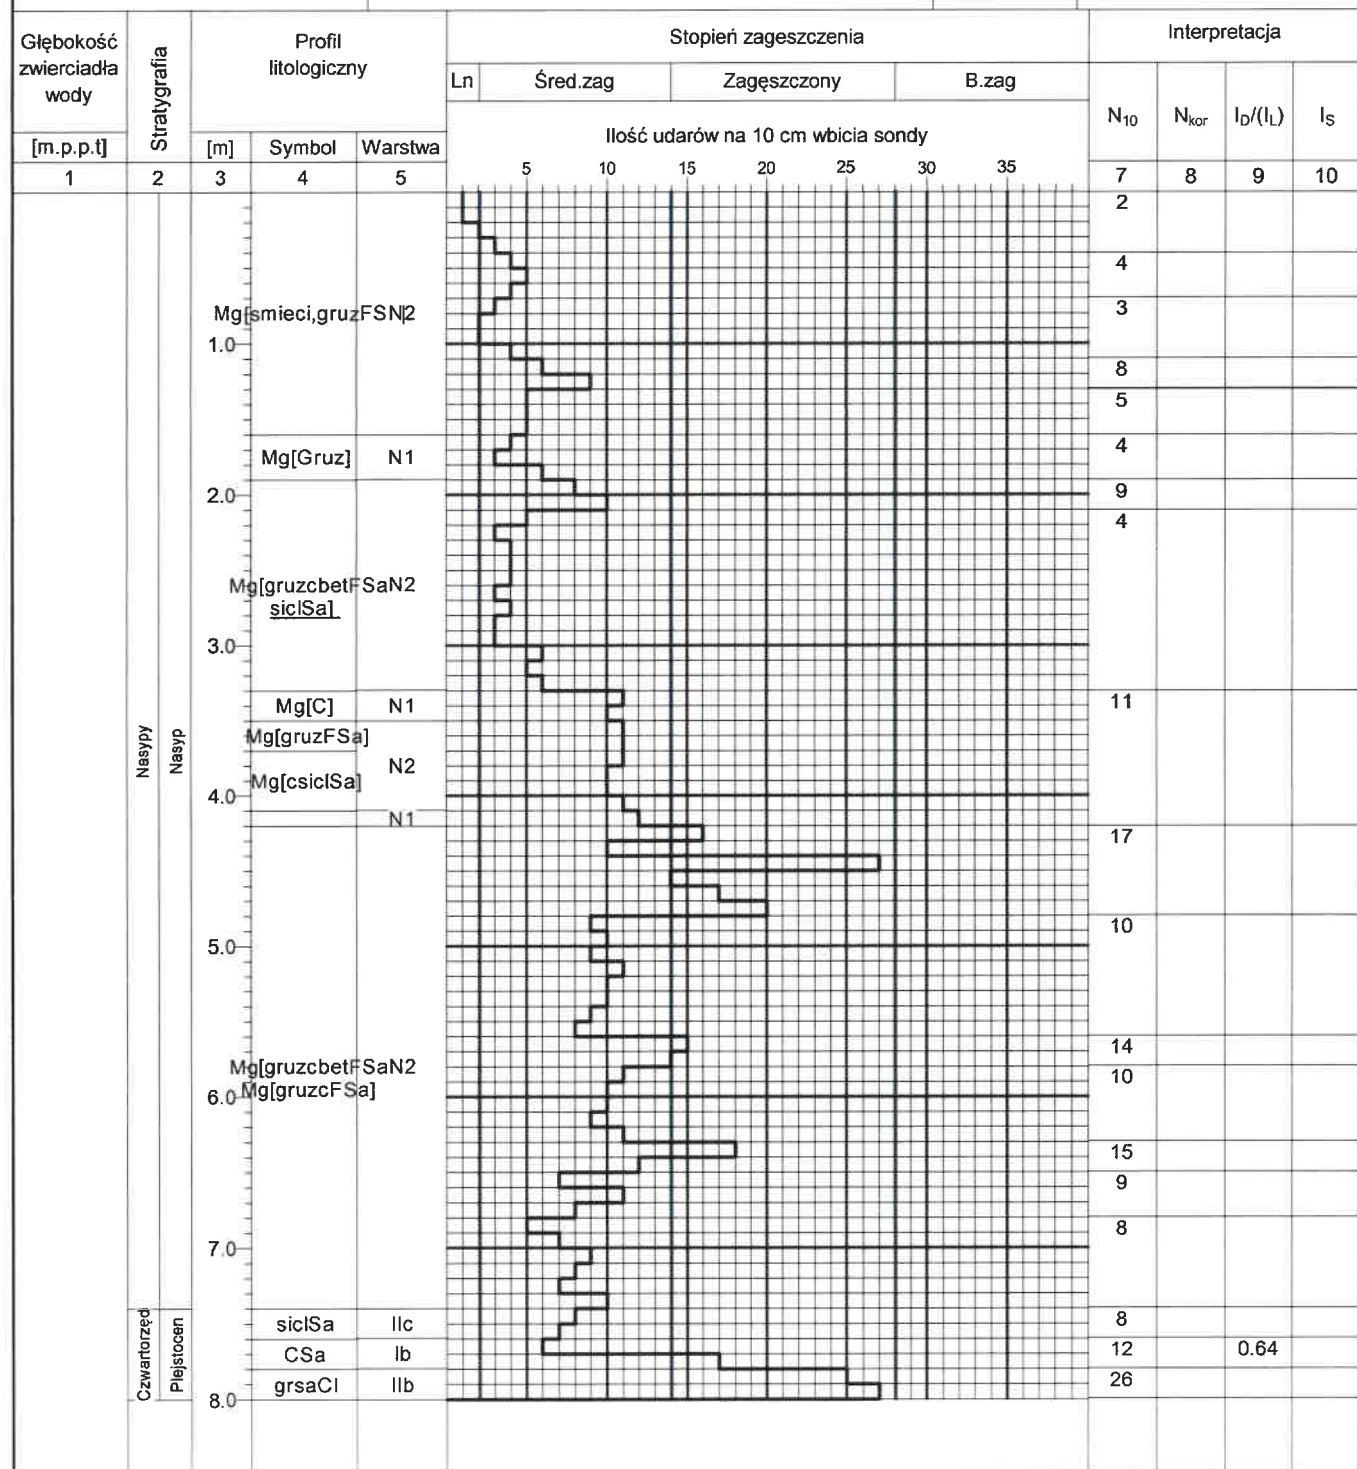 Głębokość zwierciadła wody
[m.p.p.t]
Stratygrafia
Profil litologiczny
[m] Symbol Warstwa
Stopień zageszczenia
Ln Śred.zag Zagęszczony B.zag
Ilość udarów na 10 cm wbicia sondy
5 10 15 20 25 30 35
Interpretacja
N10 Nkor ID/(IL) IS
1 2 3 4 5 7 8 9 10
2
4
Mg[smieci,gruzFSN|2 3
1.0
8
5
Mg[Gruz] N1 4
2.0 9
4
Mg[gruzcbetFSaN2
siclSa]
3.0
Mg[C] N1 11
Mg[gruzFSa]
Nasypy Nasyp
N2
Mg[csiclSa]
4.0
N1
17
10
5.0
14
Mg[gruzcbetFSaN2 10
Mg[gruzcFSa]
6.0
15
9
8
7.0
Czwartorzęd Plejstocen
siclSa IIc 8
CSa Ib 12 0.64
grsaCl IIb 26
8.0